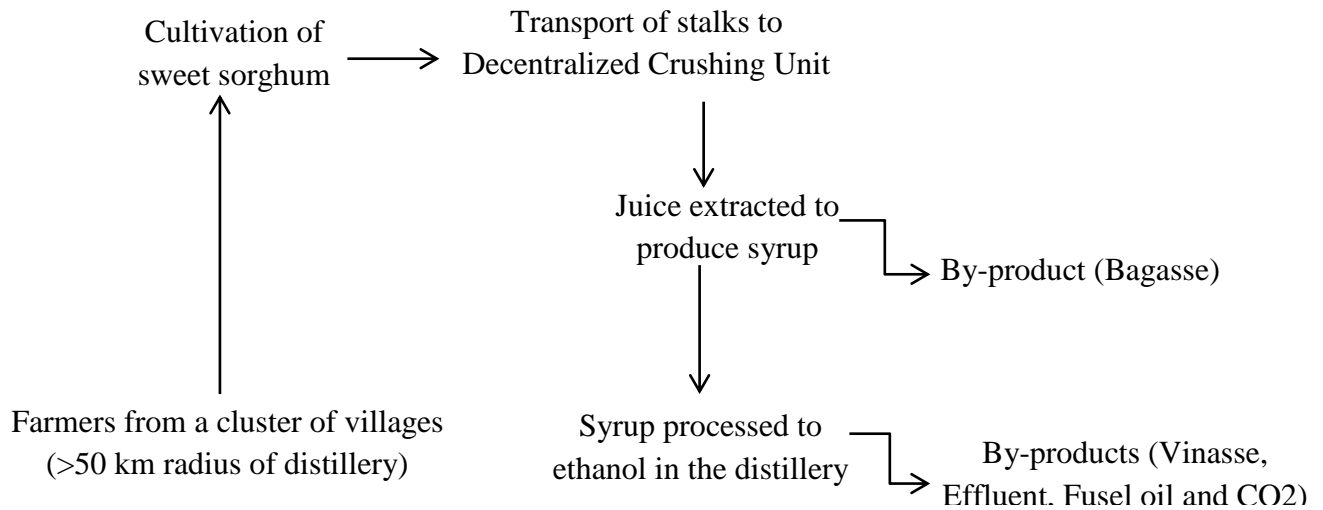 Cultivation of
sweet sorghum
Transport of stalks to
Decentralized Crushing Unit
Juice extracted to
produce syrup
By-product (Bagasse)
Farmers from a cluster of villages
(>50 km radius of distillery)
Syrup processed to
ethanol in the distillery
By-products (Vinasse,
Effluent, Fusel oil and CO2)